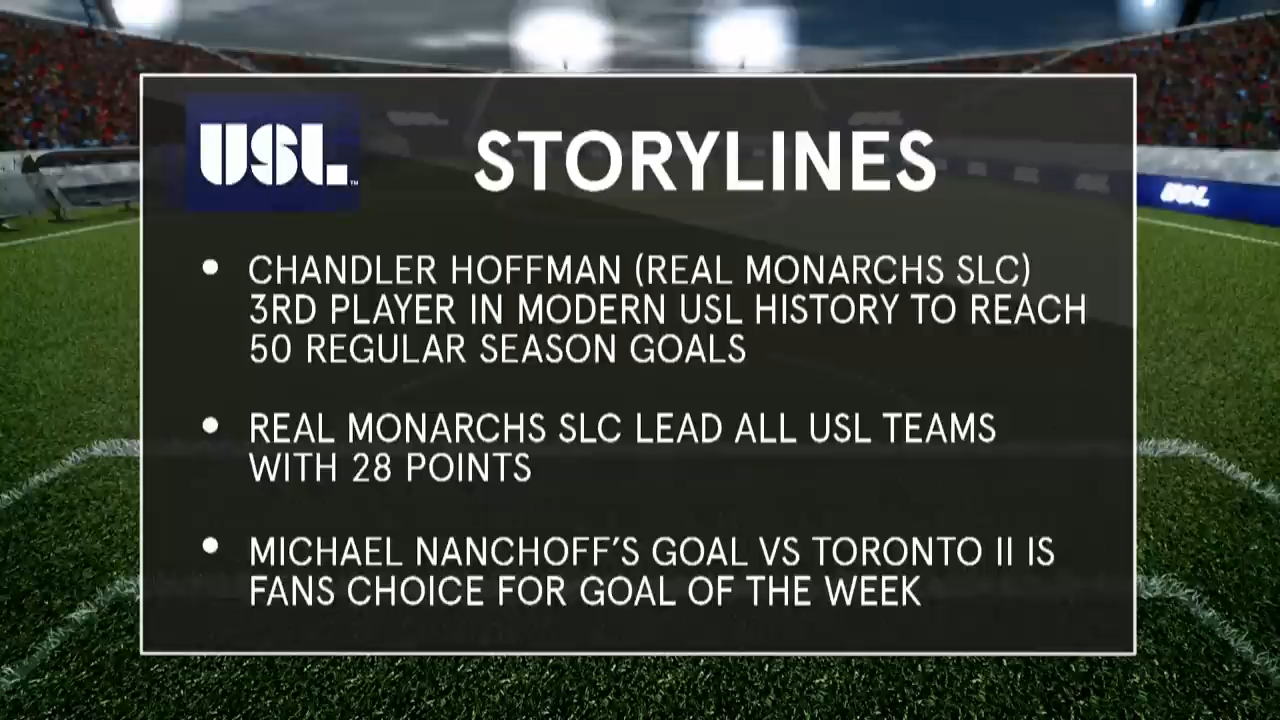 USL™
STORYLINES
• CHANDLER HOFFMAN (REAL MONARCHS SLC)
3RD PLAYER IN MODERN USL HISTORY TO REACH
50 REGULAR SEASON GOALS
• REAL MONARCHS SLC LEAD ALL USL TEAMS
WITH 28 POINTS
• MICHAEL NANCHOFF'S GOAL VS TORONTO II IS
FANS CHOICE FOR GOAL OF THE WEEK
USL